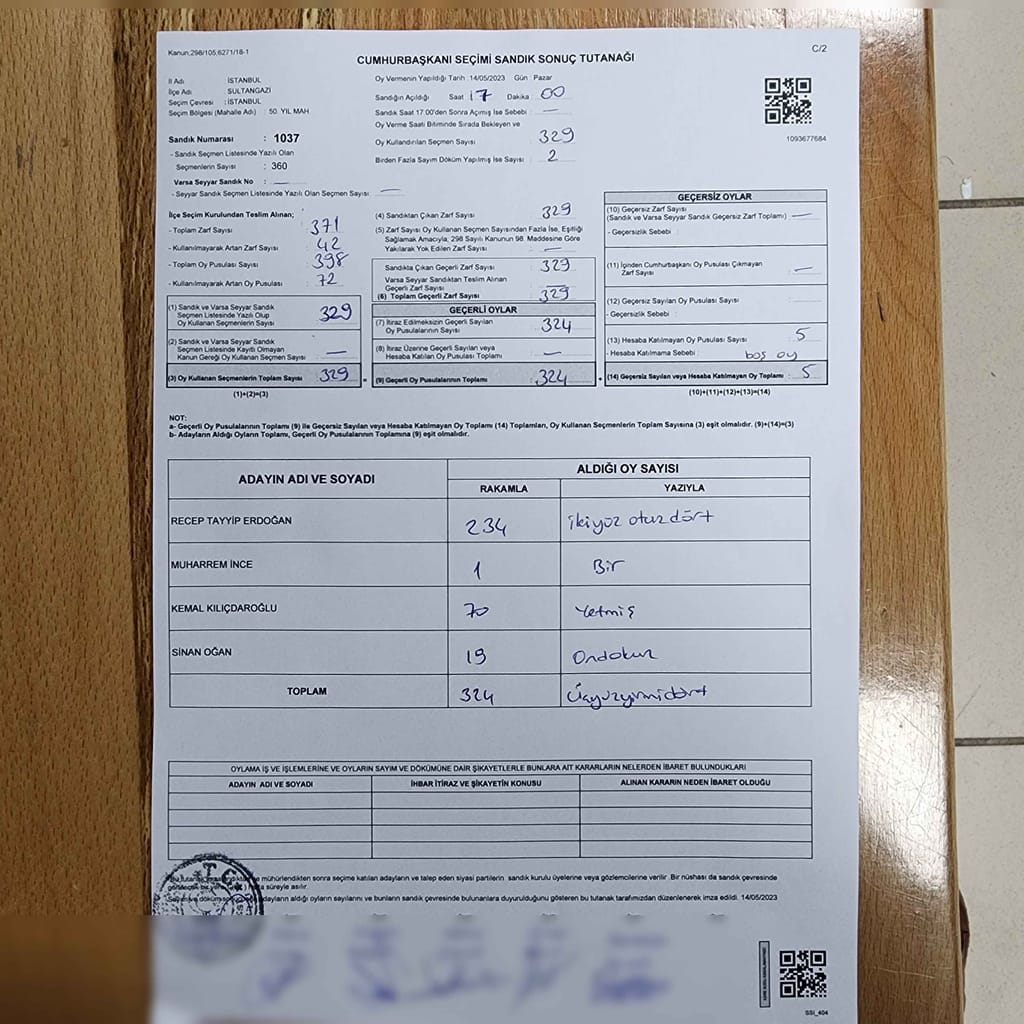 Kanun;298/105,6271/18-1
C/2
CUMHURBAŞKANI SEÇİMİ SANDIK SONUÇ TUTANAĞI
İl Adı : İSTANBUL
İlçe Adı : SULTANGAZİ
Seçim Çevresi : İSTANBUL
Seçim Bölgesi (Mahalle Adı) : 50. YIL MAH
Sandık Numarası : 1037
- Sandık Seçmen Listesinde Yazılı Olan
Seçmenlerin Sayısı : 360
Varsa Seyyar Sandık No : —
- Seyyar Sandık Seçmen Listesinde Yazılı Olan Seçmen Sayısı : —
Oy Vermenin Yapıldığı Tarih :14/05/2023 Gün : Pazar
Sandığın Açıldığı Saat 17 Dakika 00
Sandık Saat 17:00'den Sonra Açımış İse Sebebi : —
Oy Verme Saati Bitiminde Sırada Bekleyen ve
Oy Kullandırılan Seçmen Sayısı : 329
Birden Fazla Sayım Döküm Yapılmış İse Sayısı : 2
1093677684
İlçe Seçim Kurulundan Teslim Alınan;
- Toplam Zarf Sayısı : 371
- Kullanılmayarak Artan Zarf Sayısı : 42
- Toplam Oy Pusulası Sayısı : 398
- Kullanılmayarak Artan Oy Pusulası : 72
(1) Sandık ve Varsa Seyyar Sandık
Seçmen Listesinde Yazılı Olup
Oy Kullanan Seçmenlerin Sayısı : 329
(2) Sandık ve Varsa Seyyar Sandık
Seçmen Listesinde Kayıtlı Olmayan
Kanun Gereği Oy Kullanan Seçmen Sayısı : —
(3) Oy Kullanan Seçmenlerin Toplam Sayısı : 329
(1)+(2)=(3)
(4) Sandıktan Çıkan Zarf Sayısı : 329
(5) Zarf Sayısı Oy Kullanan Seçmen Sayısından Fazla İse, Eşitliği
Sağlamak Amacıyla, 298 Sayılı Kanunun 98. Maddesine Göre
Yakılarak Yok Edilen Zarf Sayısı : —
Sandıkta Çıkan Geçerli Zarf Sayısı : 329
Varsa Seyyar Sandıktan Teslim Alınan
Geçerli Zarf Sayısı : —
(6) Toplam Geçerli Zarf Sayısı : 329
GEÇERLİ OYLAR
(7) İtiraz Edilmeksizin Geçerli Sayılan
Oy Pusulalarının Sayısı : 324
(8) İtiraz Üzerine Geçerli Sayılan veya
Hesaba Katılan Oy Pusulası Toplamı : —
(9) Geçerli Oy Pusulalarının Toplamı : 324
GEÇERSİZ OYLAR
(10) Geçersiz Zarf Sayısı
(Sandık ve Varsa Seyyar Sandık Geçersiz Zarf Toplamı) : —
- Geçersizlik Sebebi :
(11) İçinden Cumhurbaşkanı Oy Pusulası Çıkmayan
Zarf Sayısı : —
(12) Geçersiz Sayılan Oy Pusulası Sayısı :
- Geçersizlik Sebebi :
(13) Hesaba Katılmayan Oy Pusulası Sayısı : 5
- Hesaba Katılmama Sebebi : boş oy
(14) Geçersiz Sayılan veya Hesaba Katılmayan Oy Toplamı : 5
(10)+(11)+(12)+(13)=(14)
NOT:
a- Geçerli Oy Pusulalarının Toplamı (9) ile Geçersiz Sayılan veya Hesaba Katılmayan Oy Toplamı (14) Toplamları, Oy Kullanan Seçmenlerin Toplam Sayısına (3) eşit olmalıdır. (9)+(14)=(3)
b- Adayların Aldığı Oyların Toplamı, Geçerli Oy Pusulalarının Toplamına (9) eşit olmalıdır.
ADAYIN ADI VE SOYADI
ALDIĞI OY SAYISI
RAKAMLA YAZIYLA
RECEP TAYYİP ERDOĞAN 234 ikiyüz otuz dört
MUHARREM İNCE 1 Bir
KEMAL KILIÇDAROĞLU 70 Yetmiş
SİNAN OĞAN 19 Ondokuz
TOPLAM 324 Üçyüzyirmidört
OYLAMA İŞ VE İŞLEMLERİNE VE OYLARIN SAYIM VE DÖKÜMÜNE DAİR ŞİKAYETLERLE BUNLARA AİT KARARLARIN NELERDEN İBARET BULUNDUKLARI
ADAYIN ADI VE SOYADI İHBAR İTİRAZ VE ŞİKAYETİN KONUSU ALINAN KARARIN NEDEN İBARET OLDUĞU
T.C.
Bu tutanak mühürlendikten sonra seçime katılan adayların ve talep eden siyasi partilerin sandık kurulu üyelerine veya gözlemcilerine verilir. Bir nüshası da sandık çevresinde
süreyle asılır.
adayların aldığı oyların sayılarını ve bunların sandık çevresinde bulunanlara duyurulduğunu gösteren bu tutanak tarafımızdan düzenlenerek imza edildi. 14/05/2023
SSI_404